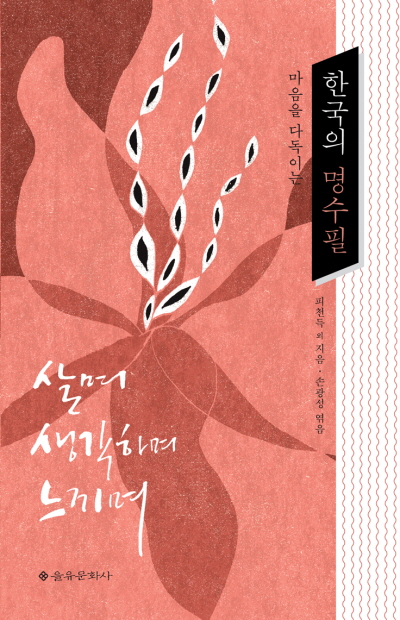 한국의 명수필
마음을 다독이는
피천득 외 지음 · 손광성 엮음
살며
생각하며
느끼며
을유문화사